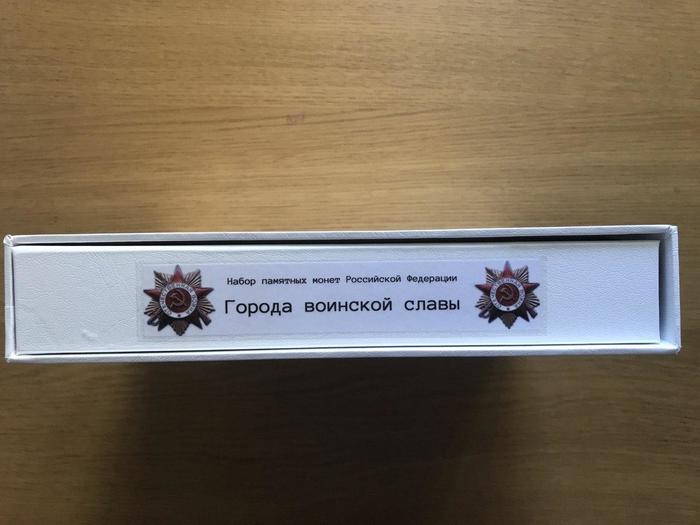 Набор памятных монет Российской Федерации
Города воинской славы